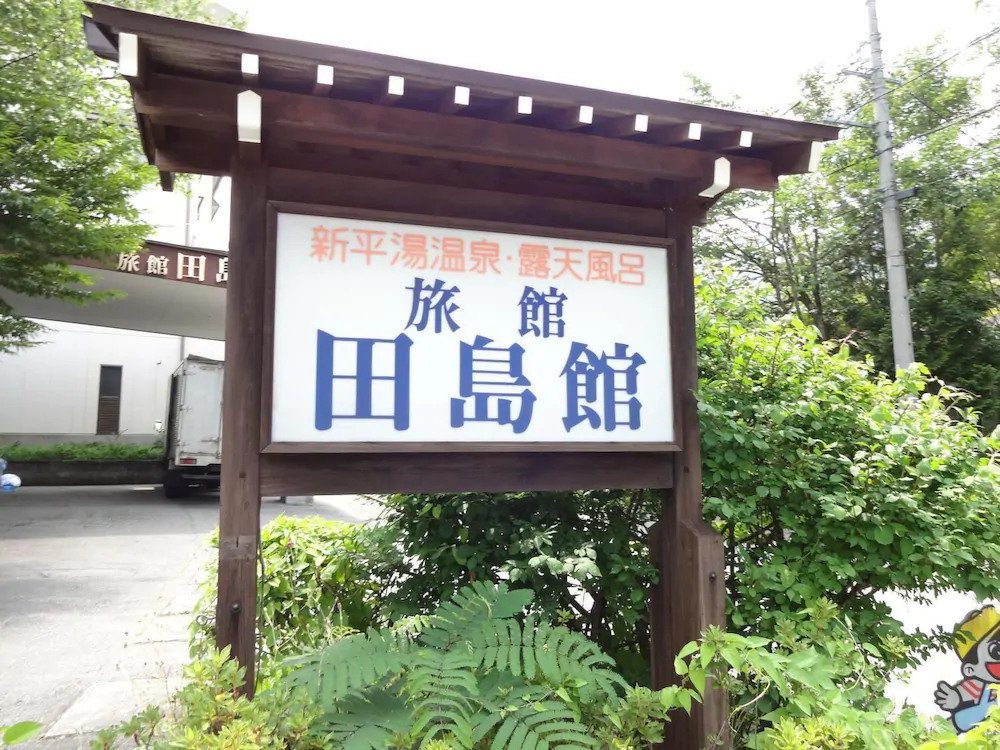 新平湯温泉・露天風呂
旅館
田島館
旅館 田島